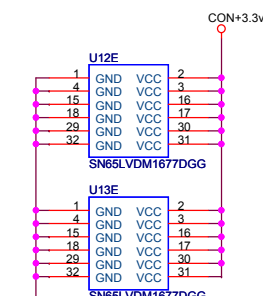 CON+3.3v
U12E
1 GND VCC 2
4 GND VCC 3
15 GND VCC 16
18 GND VCC 17
29 GND VCC 30
32 GND VCC 31
SN65LVDM1677DGG
U13E
1 GND VCC 2
4 GND VCC 3
15 GND VCC 16
18 GND VCC 17
29 GND VCC 30
32 GND VCC 31
SN65LVDM1677DGG